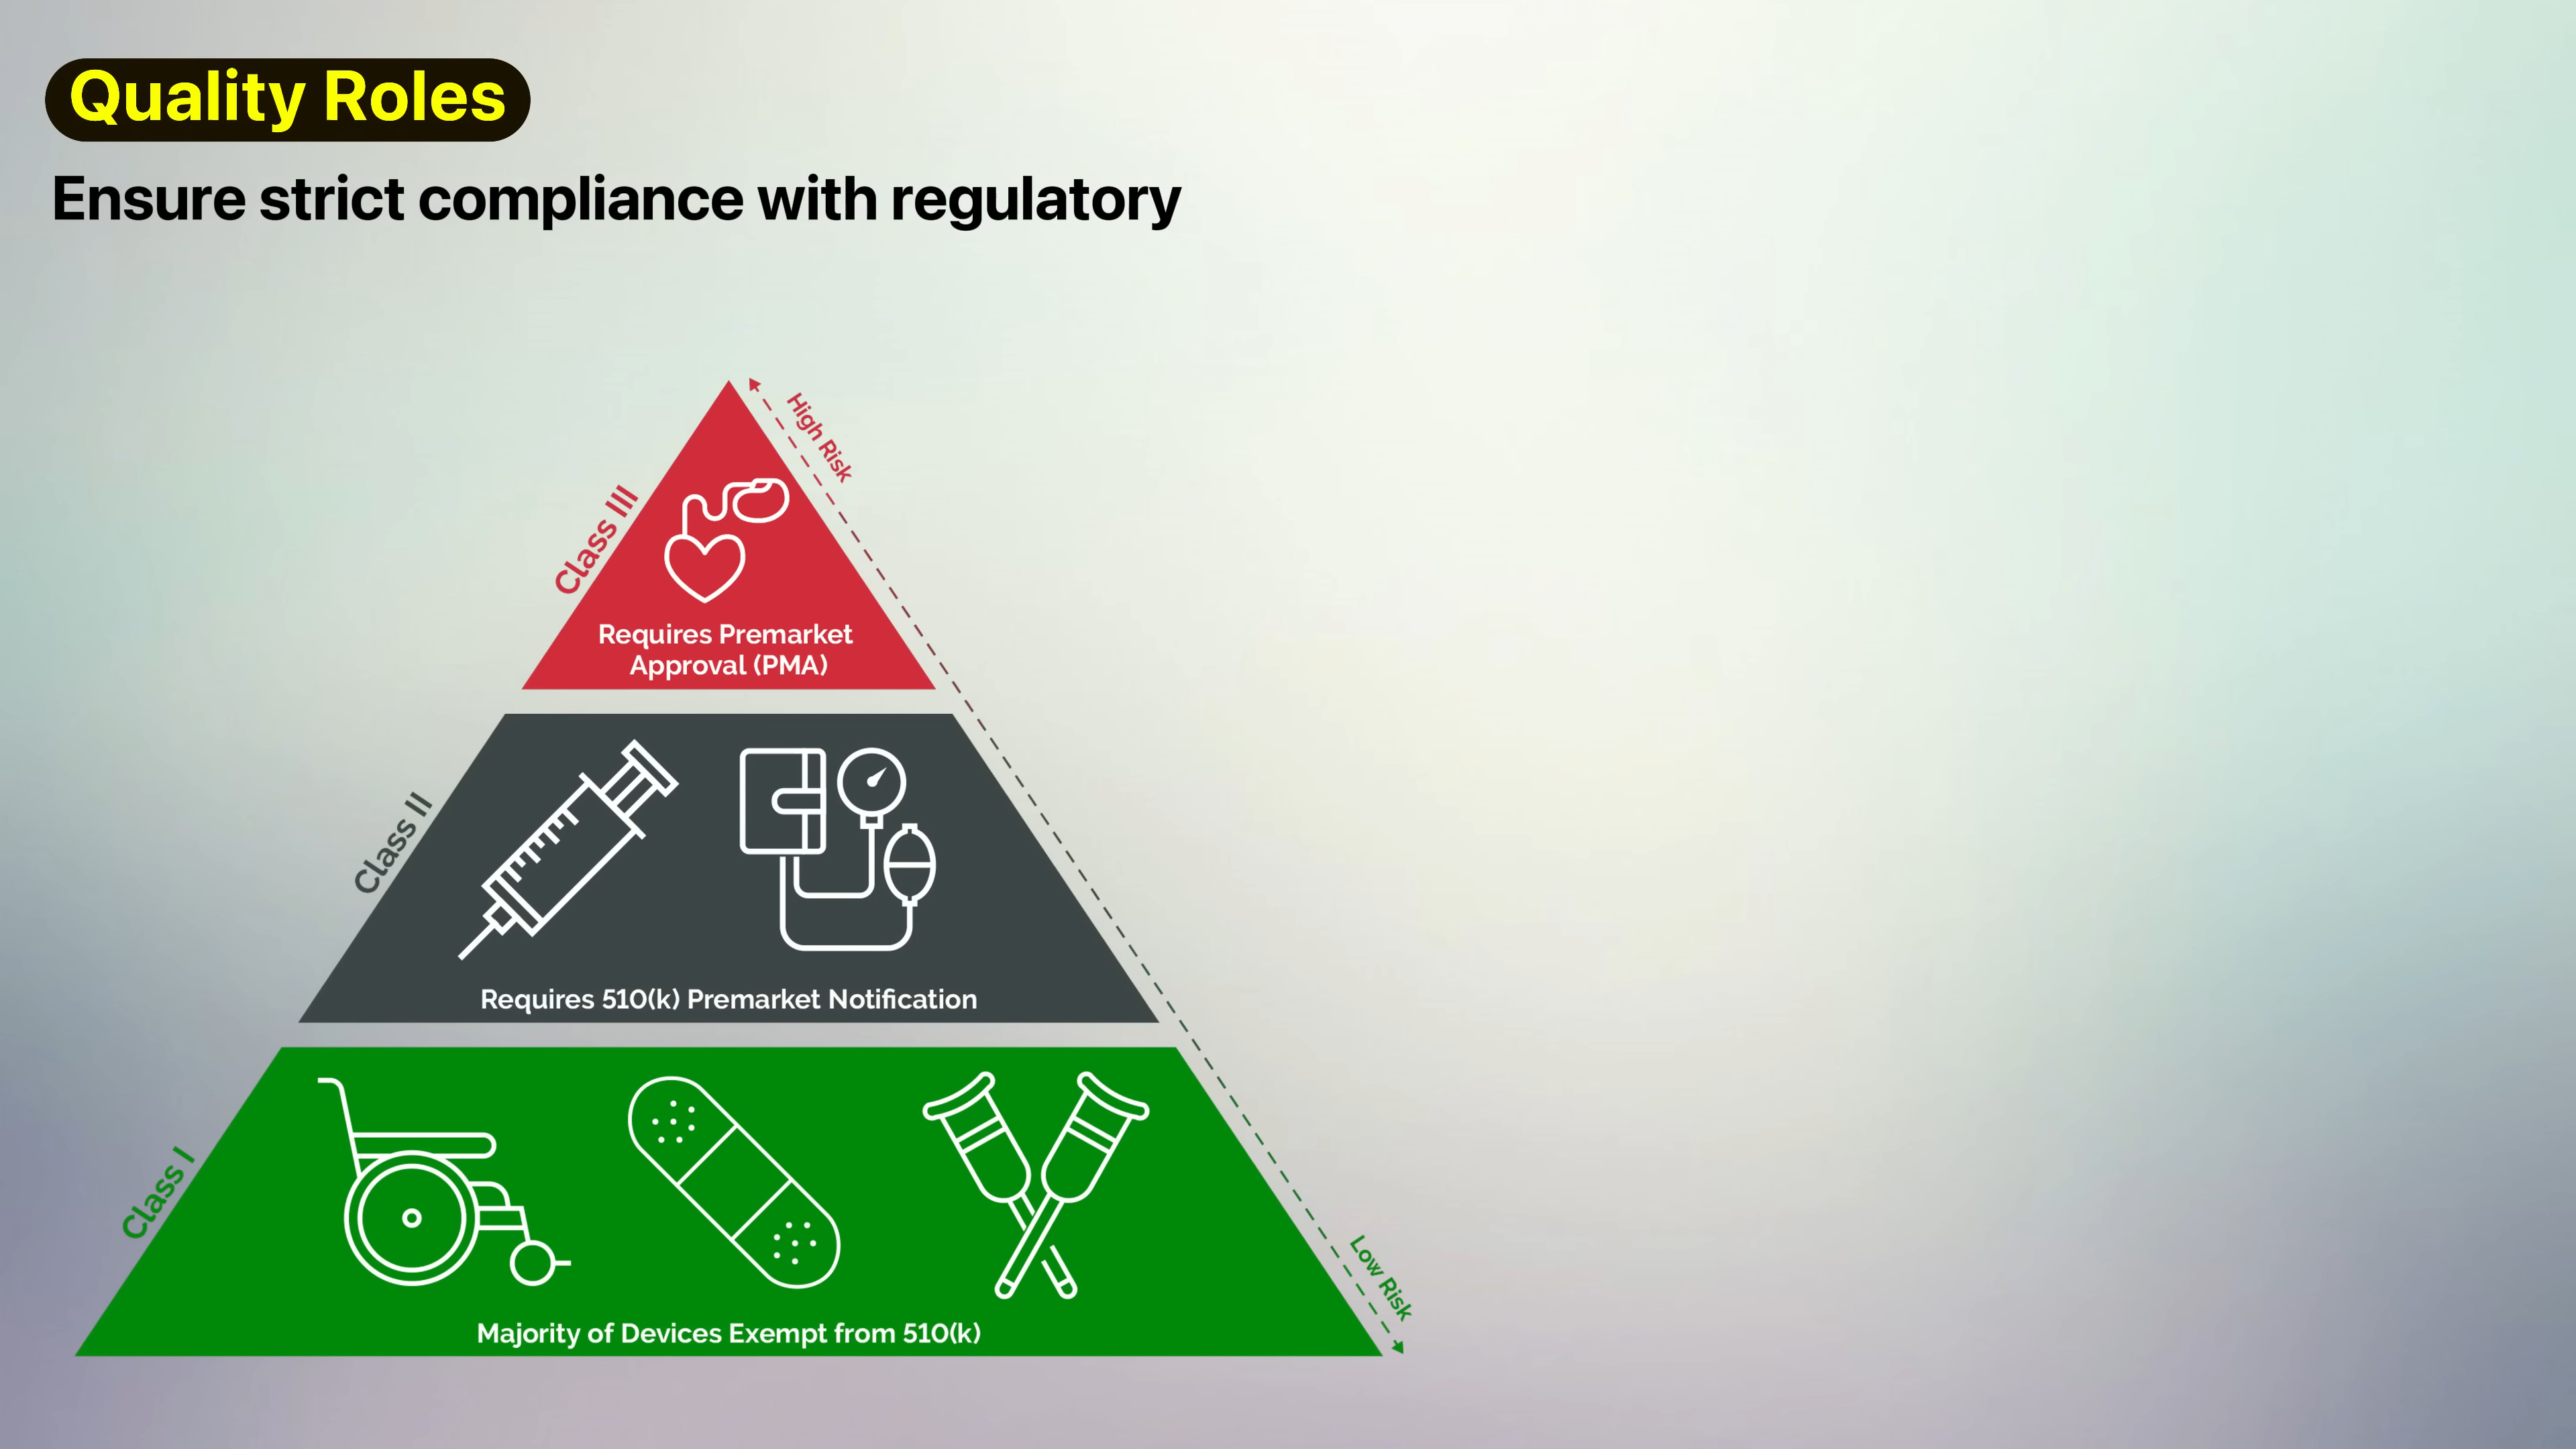 Quality Roles
Ensure strict compliance with regulatory
High Risk
Class III
Requires Premarket
Approval (PMA)
Class II
Requires 510(k) Premarket Notification
Class I
Low Risk
Majority of Devices Exempt from 510(k)